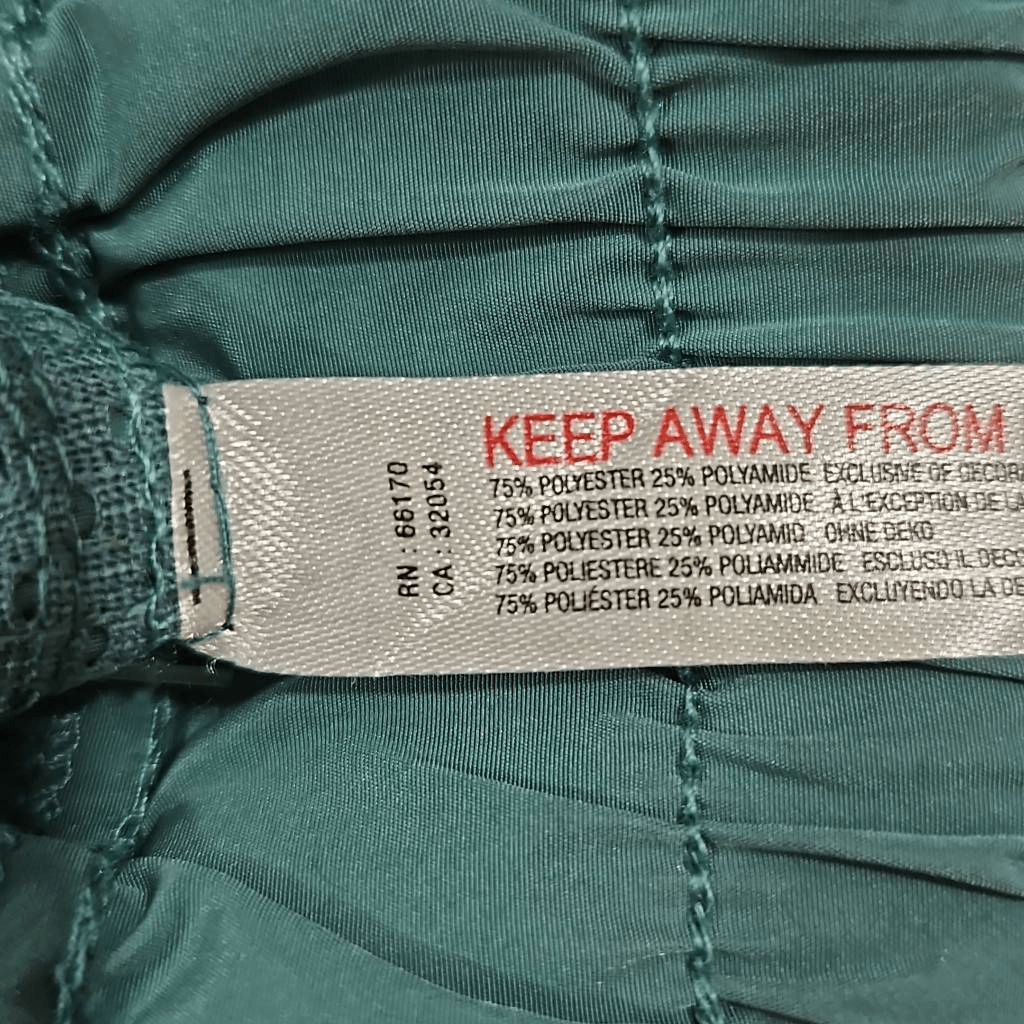 RN : 66170
CA : 32054
KEEP AWAY FROM
75% POLYESTER 25% POLYAMIDE EXCLUSIVE OF
75% POLYESTER 25% POLYAMIDE À L'EXCEPTION DE
75% POLYESTER 25% POLYAMID OHNE DEKO
75% POLIESTERE 25% POLIAMMIDE ESCLUSO IL
75% POLIÉSTER 25% POLIAMIDA EXCLUYENDO LA